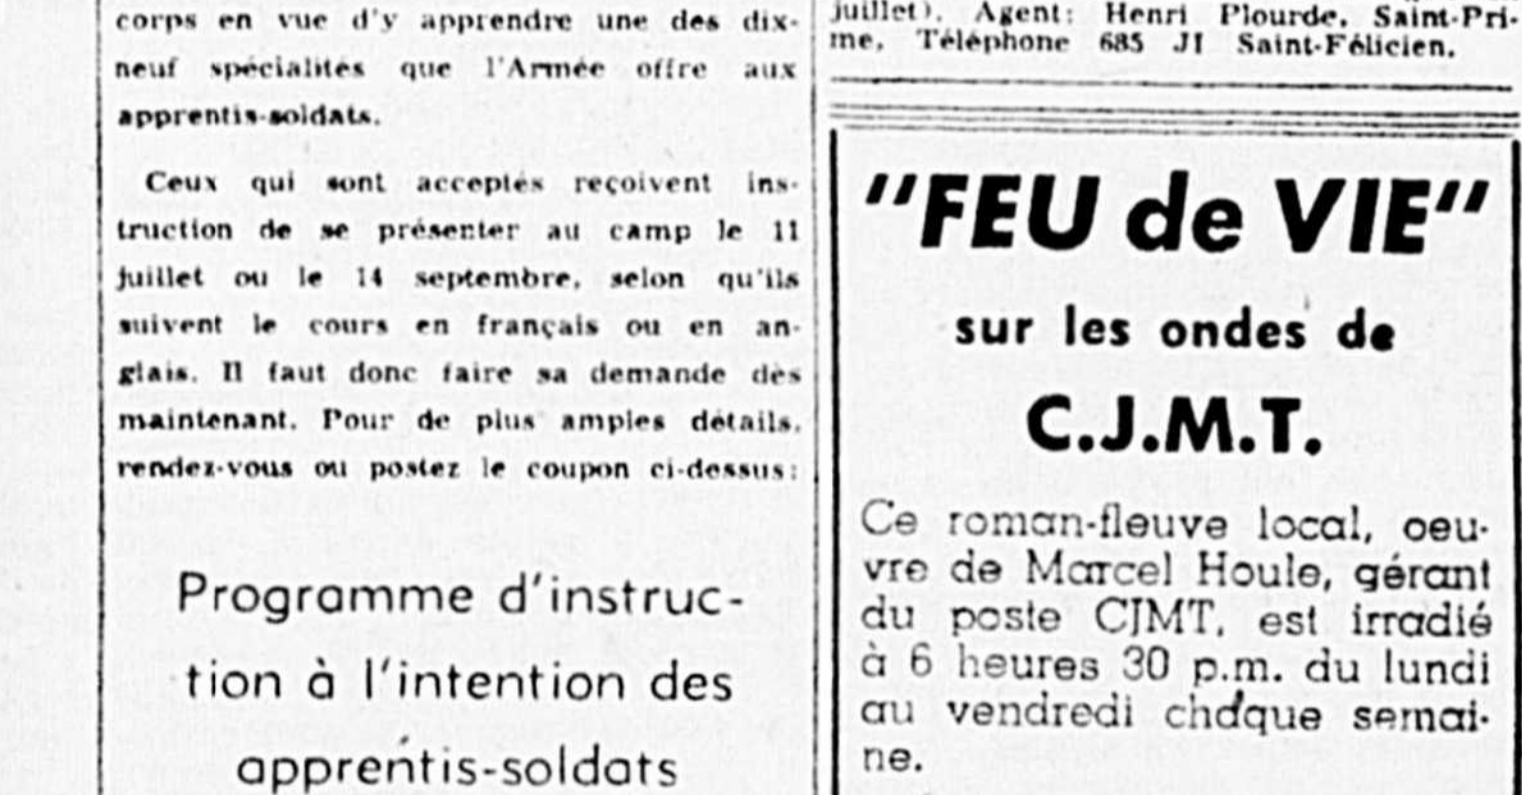 corps en vue d'y apprendre une des dix-
neuf spécialités que l'Armée offre aux
apprentis-soldats.
Ceux qui sont acceptés reçoivent ins-
truction de se présenter au camp le 11
juillet ou le 14 septembre, selon qu'ils
suivent le cours en français ou en an-
glais. Il faut donc faire sa demande dès
maintenant. Pour de plus amples détails,
rendez-vous ou postez le coupon ci-dessus:
Programme d'instruc-
tion à l'intention des
apprentis-soldats
juillet). Agent: Henri Plourde, Saint-Pri-
me, Téléphone 685 J1 Saint-Félicien.
"FEU de VIE"
sur les ondes de
C.J.M.T.
Ce roman-fleuve local, oeu-
vre de Marcel Houle, gérant
du poste CJMT, est irradié
à 6 heures 30 p.m. du lundi
au vendredi chaque semai-
ne.